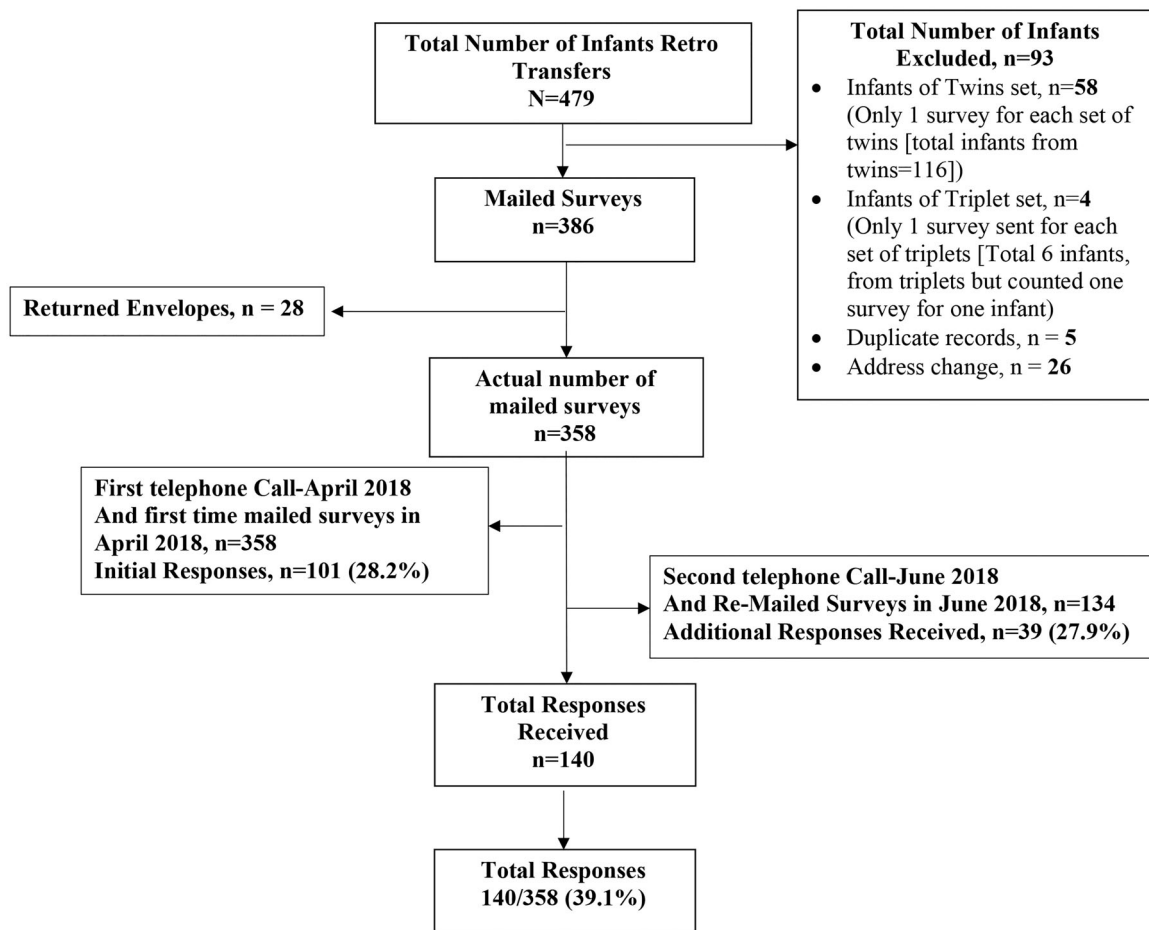 Total Number of Infants Retro
Transfers
N=479
Total Number of Infants
Excluded, n=93
• Infants of Twins set, n=58
(Only 1 survey for each set of
twins [total infants from
twins=116])
• Infants of Triplet set, n=4
(Only 1 survey sent for each
set of triplets [Total 6 infants,
from triplets but counted one
survey for one infant)
• Duplicate records, n = 5
• Address change, n = 26
Mailed Surveys
n=386
Returned Envelopes, n = 28
Actual number of
mailed surveys
n=358
First telephone Call-April 2018
And first time mailed surveys in
April 2018, n=358
Initial Responses, n=101 (28.2%)
Second telephone Call-June 2018
And Re-Mailed Surveys in June 2018, n=134
Additional Responses Received, n=39 (27.9%)
Total Responses
Received
n=140
Total Responses
140/358 (39.1%)